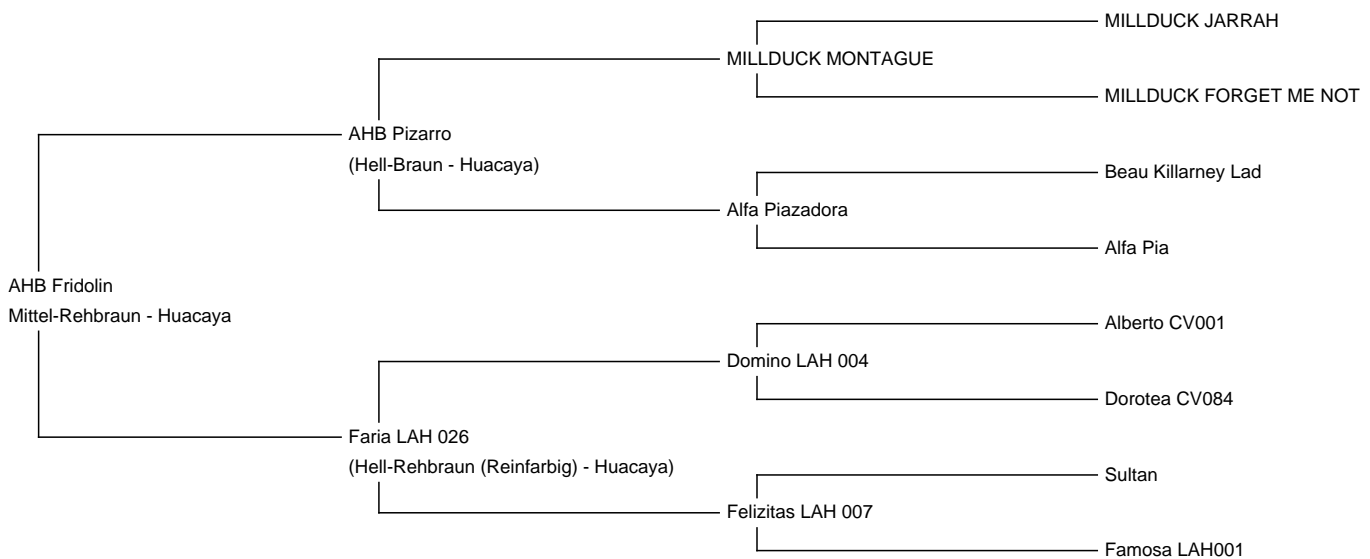 MILLDUCK JARRAH
MILLDUCK MONTAGUE
MILLDUCK FORGET ME NOT
AHB Pizarro
(Hell-Braun - Huacaya)
Beau Killarney Lad
Alfa Piazadora
Alfa Pia
AHB Fridolin
Mittel-Rehbraun - Huacaya
Alberto CV001
Domino LAH 004
Dorotea CV084
Faria LAH 026
(Hell-Rehbraun (Reinfarbig) - Huacaya)
Sultan
Felizitas LAH 007
Famosa LAH001